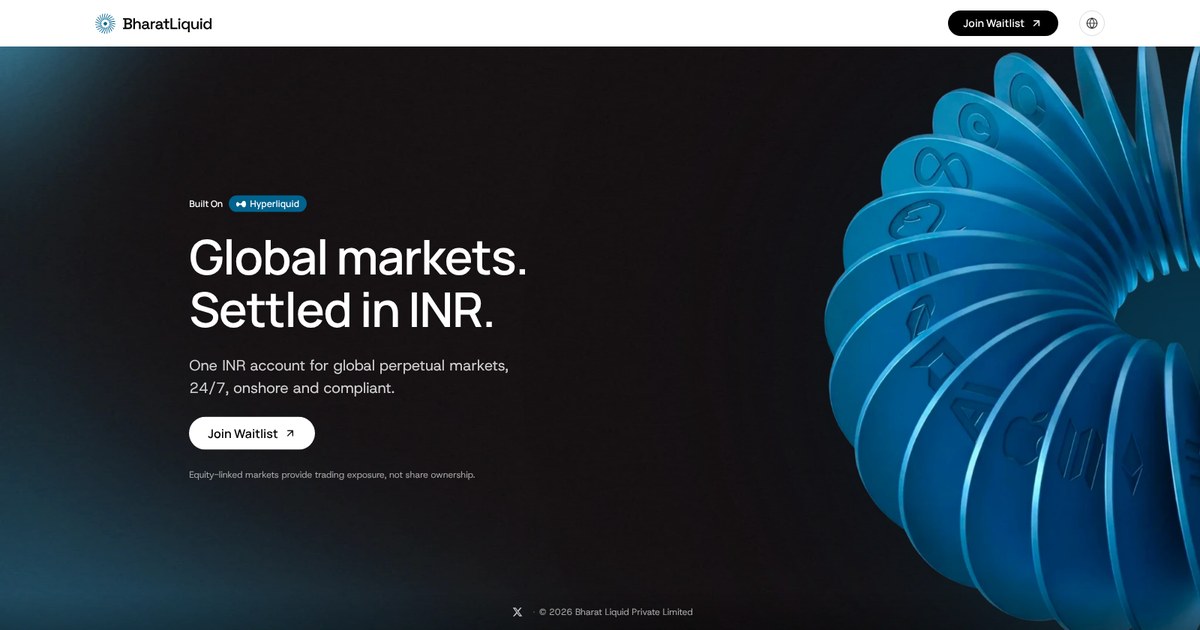 BharatLiquid
Join Waitlist
Built On Hyperliquid
Global markets.
Settled in INR.
One INR account for global perpetual markets,
24/7, onshore and compliant.
Join Waitlist
Equity-linked markets provide trading exposure, not share ownership.
· © 2026 Bharat Liquid Private Limited